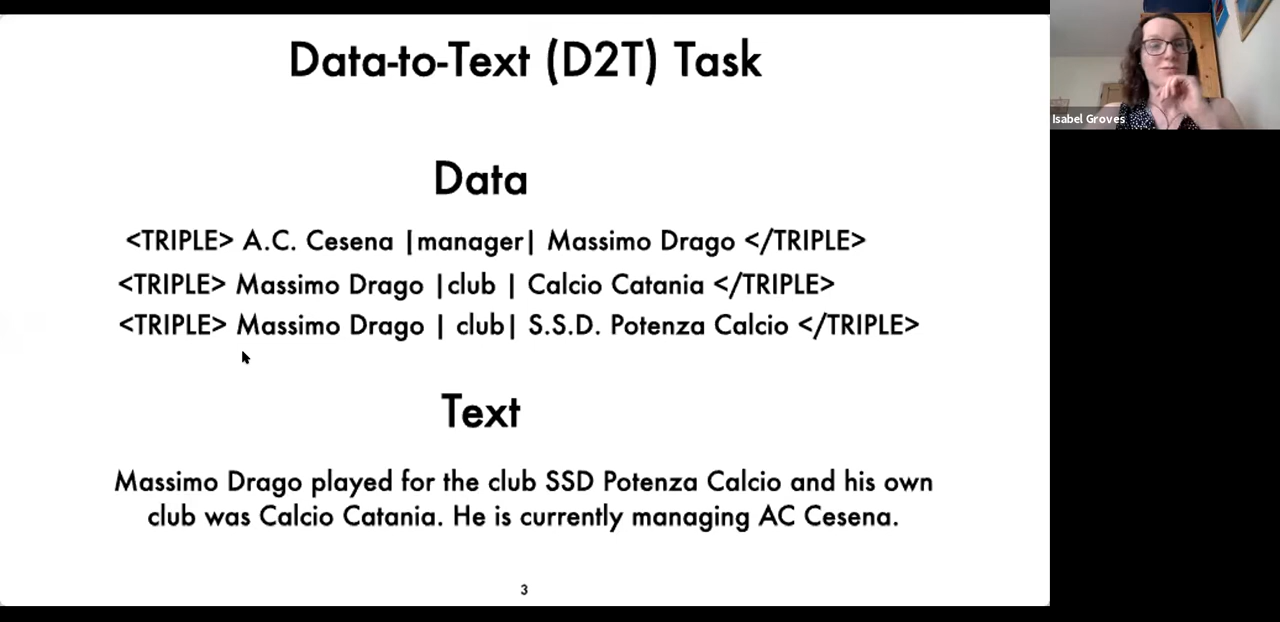 Data-to-Text (D2T) Task
Isabel Groves
Data
<TRIPLE> A.C. Cesena |manager| Massimo Drago </TRIPLE>
<TRIPLE> Massimo Drago |club | Calcio Catania </TRIPLE>
<TRIPLE> Massimo Drago | club| S.S.D. Potenza Calcio </TRIPLE>
Text
Massimo Drago played for the club SSD Potenza Calcio and his own
club was Calcio Catania. He is currently managing AC Cesena.
3